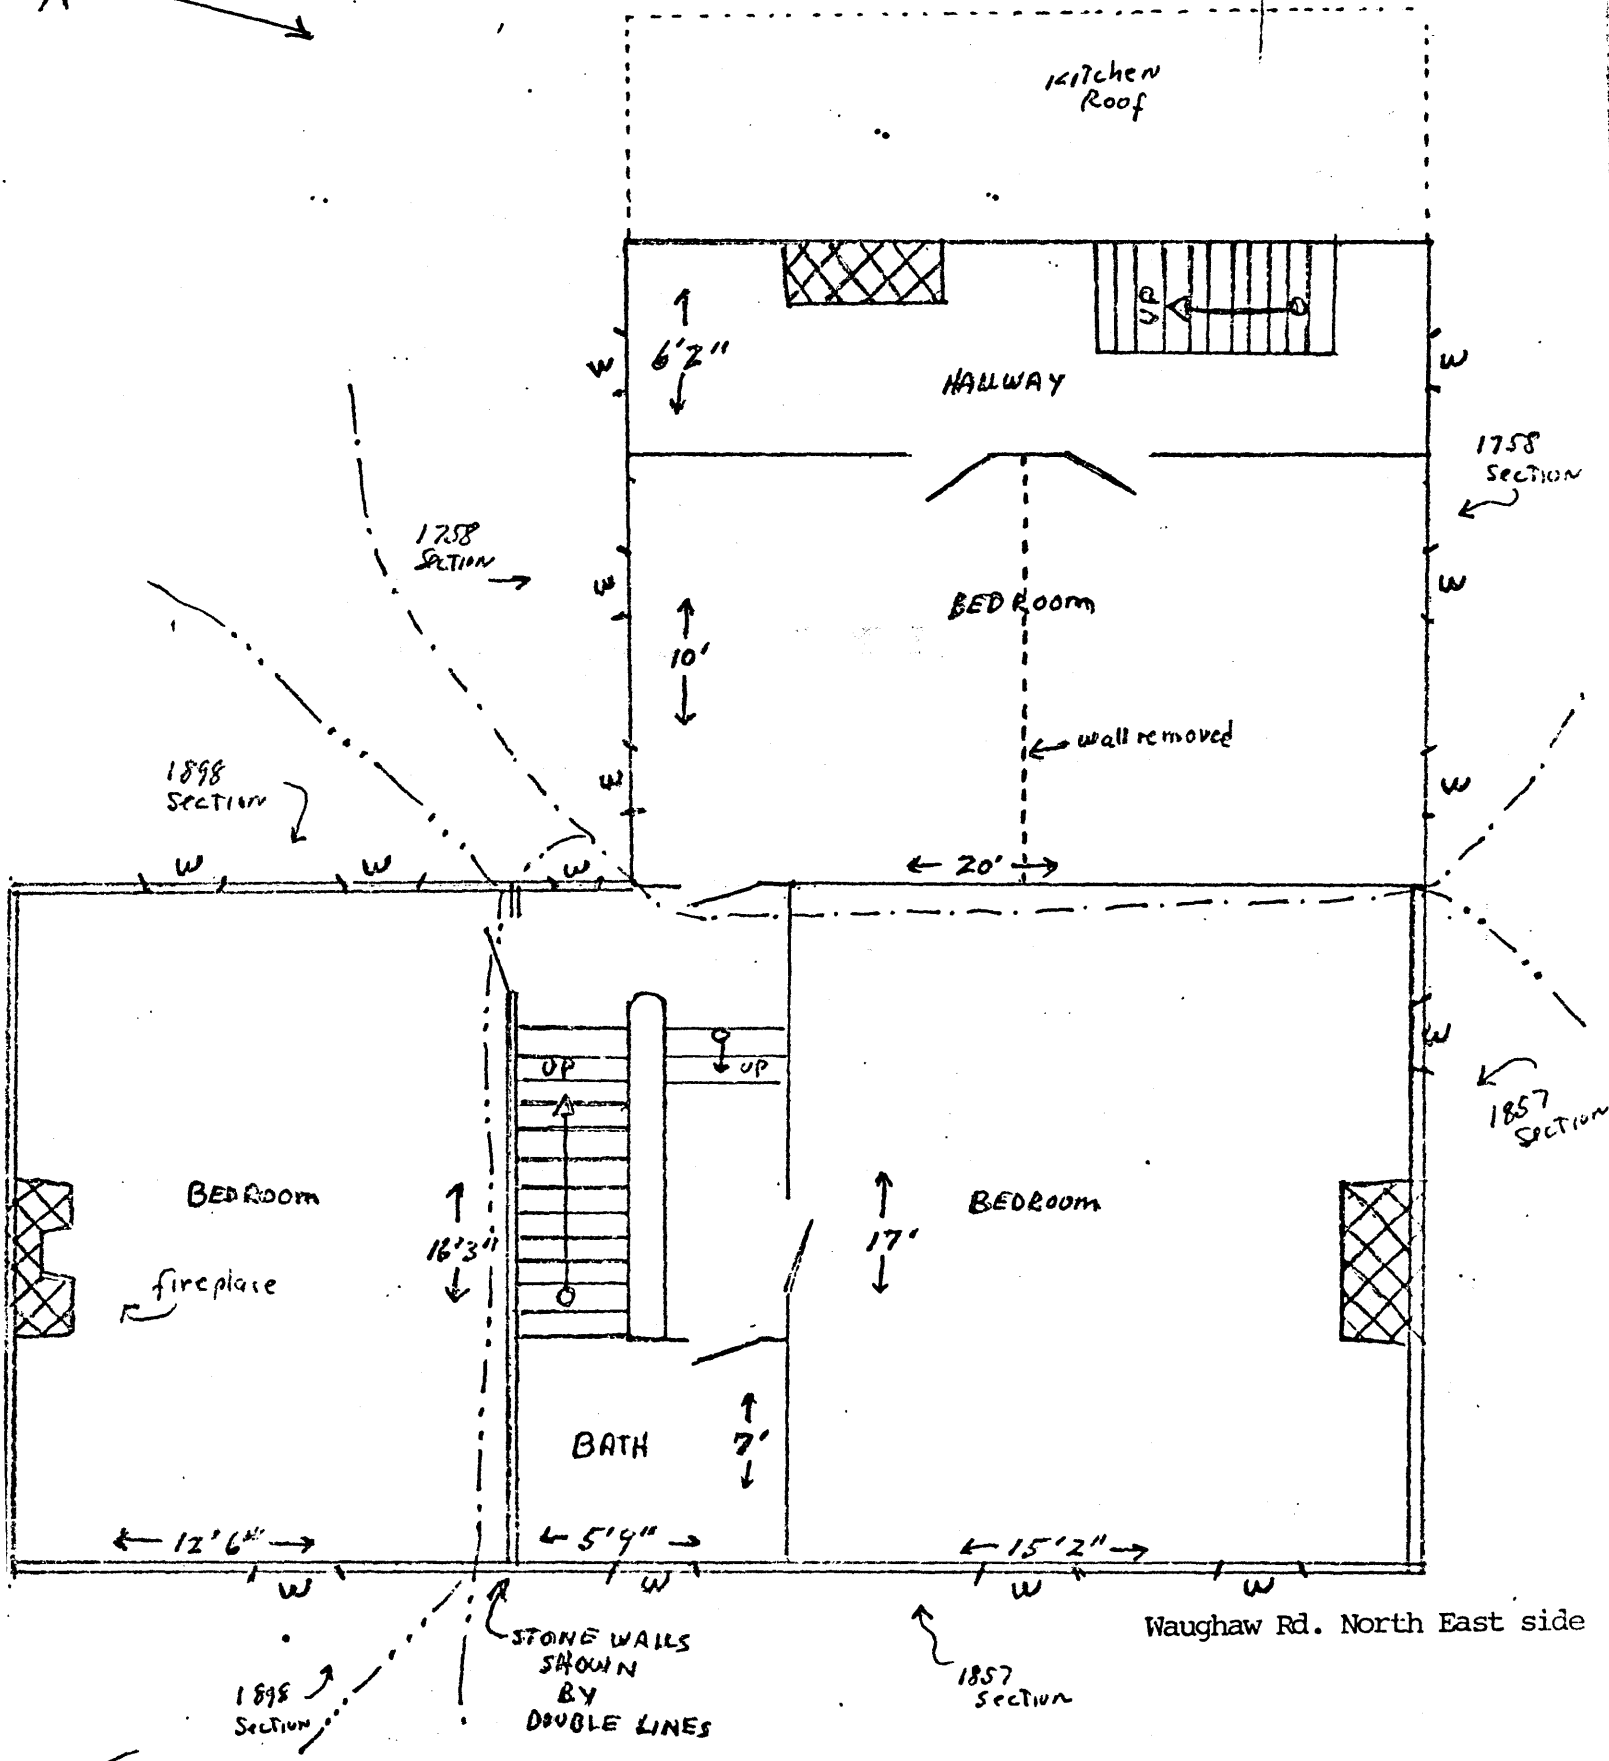 Kitchen
Roof
UP
W
6'2"
W
HALLWAY
1758
Section
1758
Section
W
BEDROOM
W
10'
wall removed
1898
Section
W
W
W
W
W
20'
W
UP
UP
1857
Section
BEDROOM
16'3"
17'
BEDROOM
fireplace
BATH
7'
12'6"
5'9"
15'2"
W
W
W
W
Waughaw Rd. North East side
STONE WALLS
SHOWN
BY
DOUBLE LINES
1898
Section
1857
Section